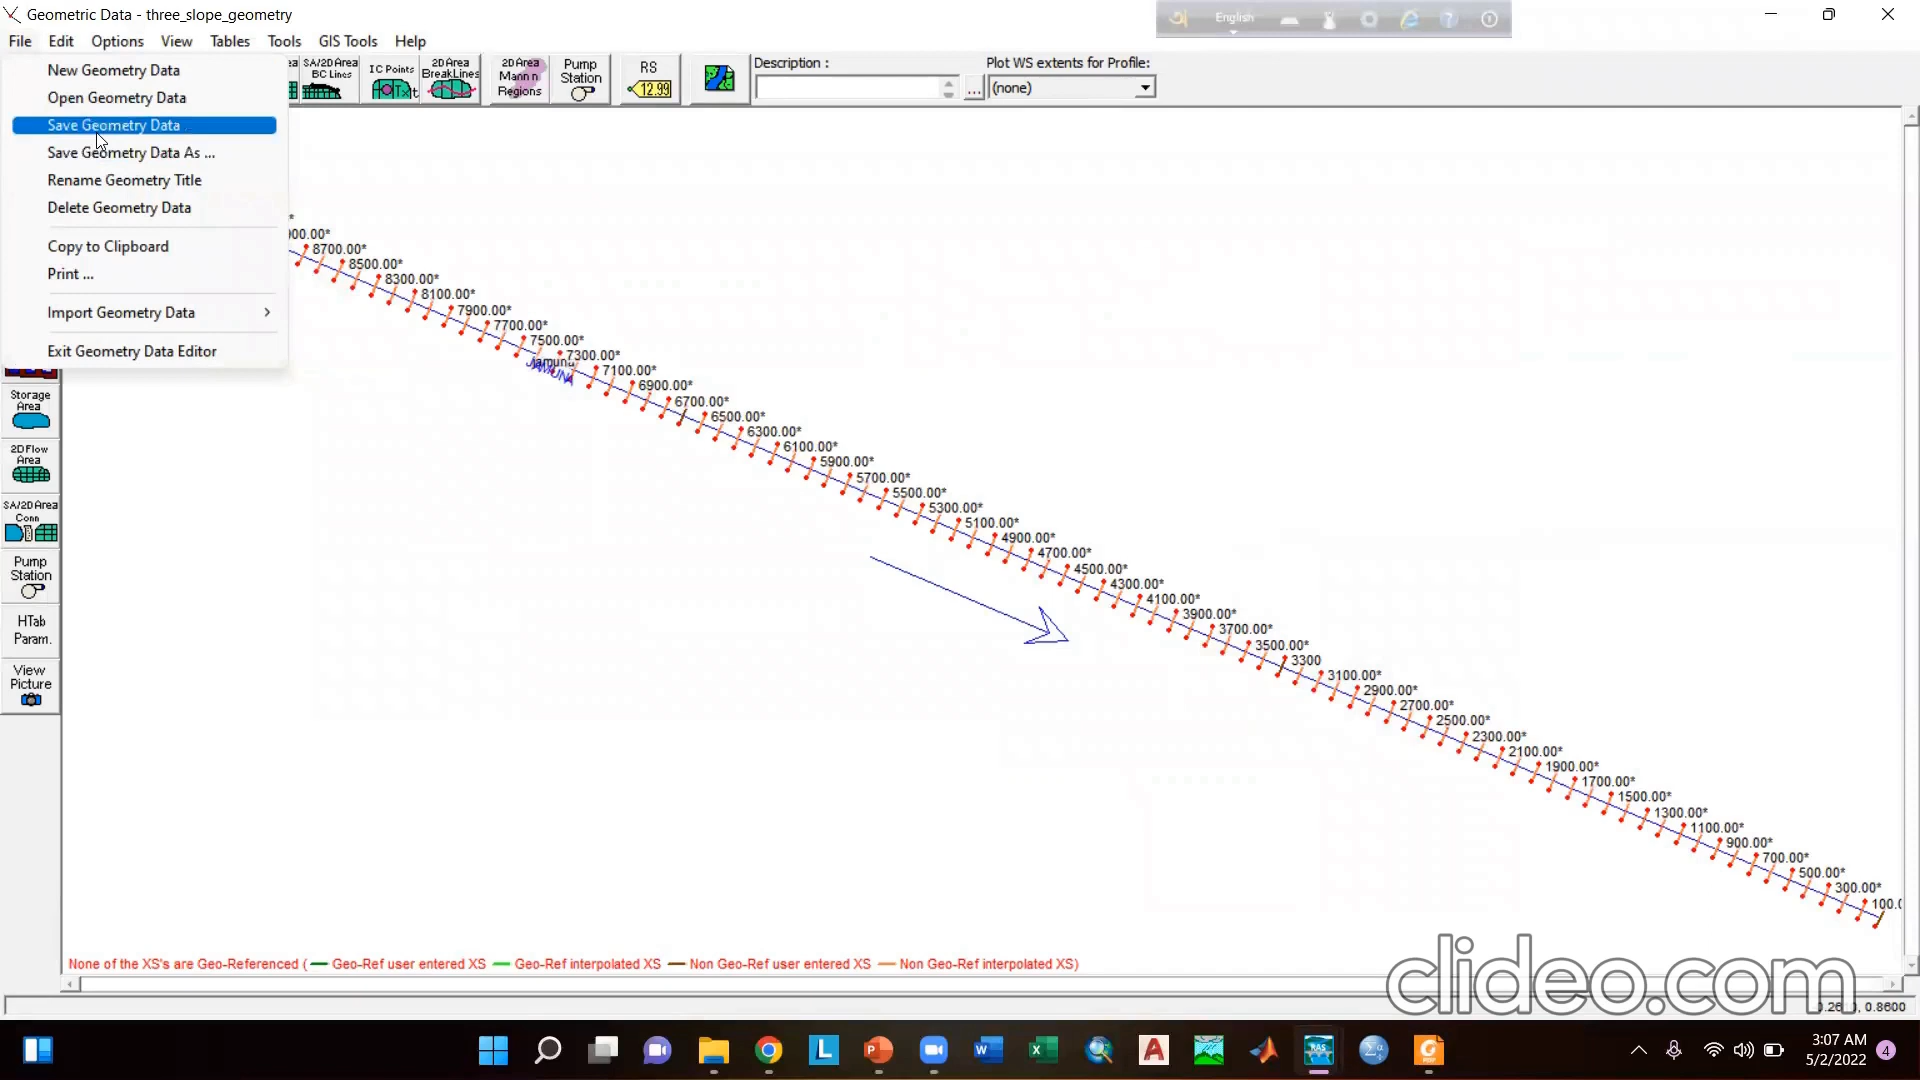 Geometric Data - three_slope_geometry
English
File Edit Options View Tables Tools GIS Tools Help
New Geometry Data
Open Geometry Data
Save Geometry Data
Save Geometry Data As ...
Rename Geometry Title
Delete Geometry Data
Copy to Clipboard
Print ...
Import Geometry Data
Exit Geometry Data Editor
SA/2D Area
BC Lines
IC Points
2D Area
BreakLines
2D Area
Mann n
Regions
Pump
Station
RS
12.99
Description :
...
Plot WS extents for Profile:
(none)
Storage
Area
2D Flow
Area
SA/2D Area
Conn
Pump
Station
HTab
Param.
View
Picture
8700.00*
8500.00*
8300.00*
8100.00*
7900.00*
7700.00*
7500.00*
7300.00*
JAMUNA
7100.00*
6900.00*
6700.00*
6500.00*
6300.00*
6100.00*
5900.00*
5700.00*
5500.00*
5300.00*
5100.00*
4900.00*
4700.00*
4500.00*
4300.00*
4100.00*
3900.00*
3700.00*
3500.00*
3300
3100.00*
2900.00*
2700.00*
2500.00*
2300.00*
2100.00*
1900.00*
1700.00*
1500.00*
1300.00*
1100.00*
900.00*
700.00*
500.00*
300.00*
100.0
None of the XS's are Geo-Referenced ( Geo-Ref user entered XS Geo-Ref interpolated XS Non Geo-Ref user entered XS Non Geo-Ref interpolated XS)
clideo.com
0.8600
3:07 AM
5/2/2022
4